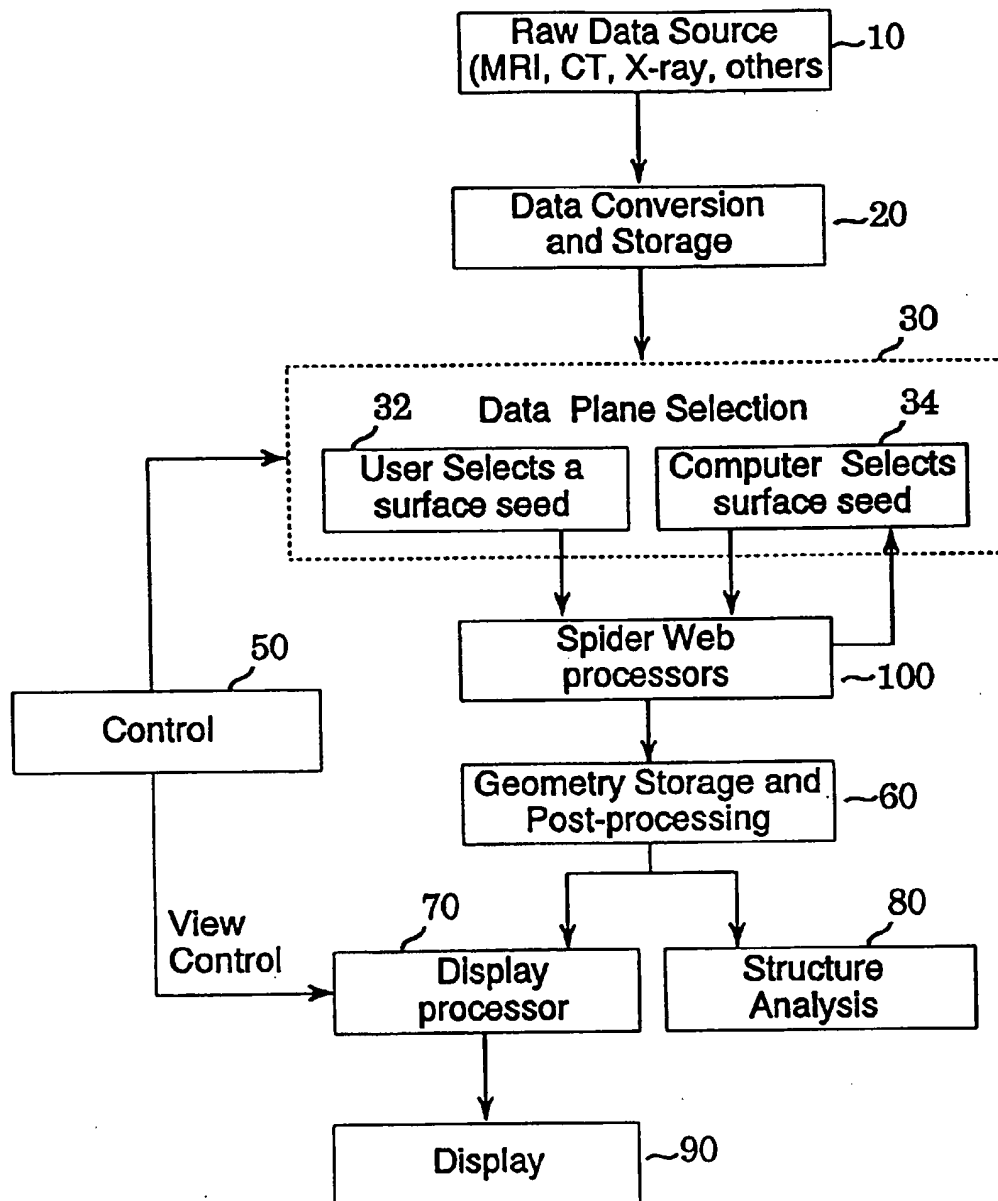 Raw Data Source
(MRI, CT, X-ray, others
10
Data Conversion
and Storage
20
30
Data Plane Selection
32
User Selects a
surface seed
34
Computer Selects
surface seed
Spider Web
processors
100
50
Control
Geometry Storage and
Post-processing
60
View
Control
70
Display
processor
80
Structure
Analysis
Display
90